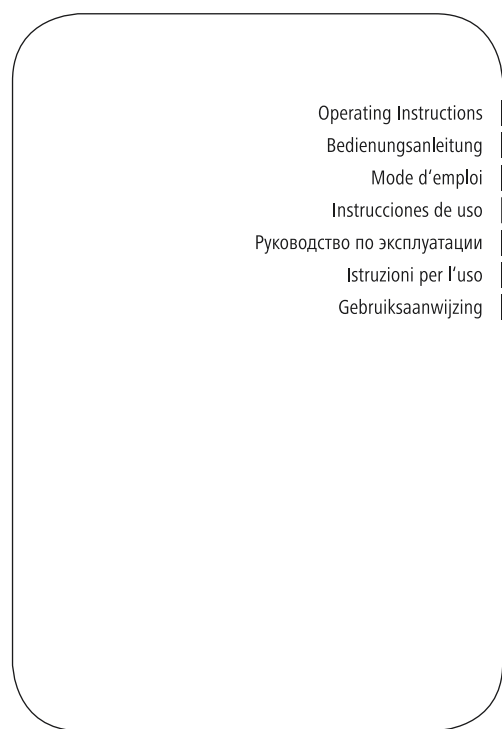 Operating Instructions
Bedienungsanleitung
Mode d‘emploi
Instrucciones de uso
Руководство по эксплуатации
Istruzioni per l‘uso
Gebruiksaanwijzing